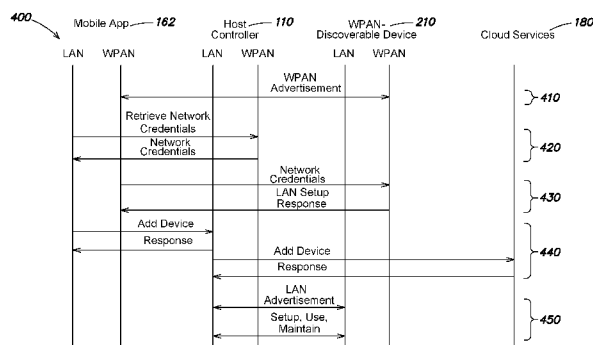 400
Mobile App
162
Host
Controller
110
WPAN-
Discoverable Device
210
Cloud Services
180
LAN
WPAN
LAN
WPAN
LAN
WPAN
WPAN
Advertisement
410
Retrieve Network
Credentials
Network
Credentials
420
Network
Credentials
LAN Setup
Response
430
Add Device
Response
Add Device
Response
440
LAN
Advertisement
Setup, Use,
Maintain
450